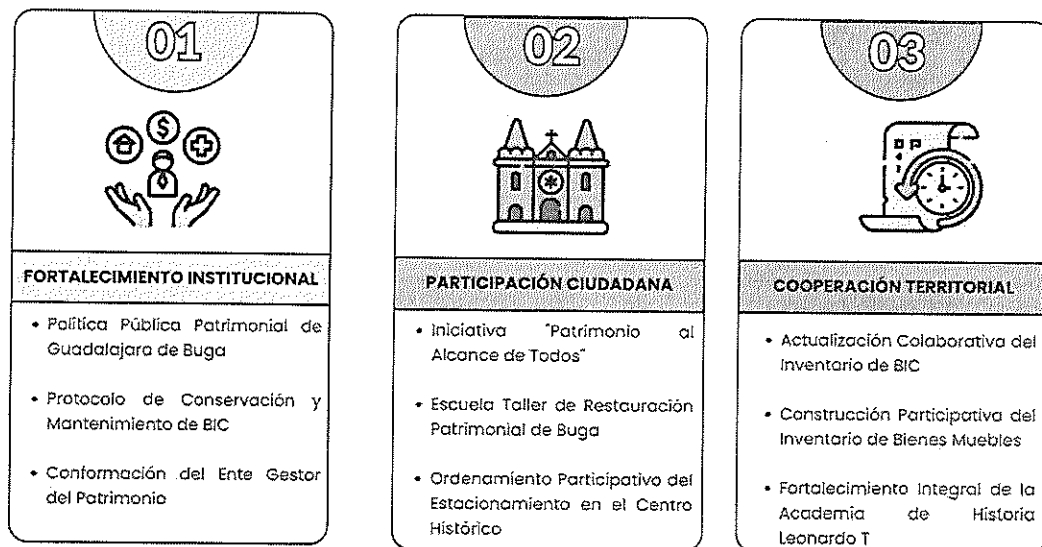 01
FORTALECIMIENTO INSTITUCIONAL
• Política Pública Patrimonial de
Guadalajara de Buga
• Protocolo de Conservación y
Mantenimiento de BIC
• Conformación del Ente Gestor
del Patrimonio
02
PARTICIPACIÓN CIUDADANA
• Iniciativa "Patrimonio al
Alcance de Todos"
• Escuela Taller de Restauración
Patrimonial de Buga
• Ordenamiento Participativo del
Estacionamiento en el Centro
Histórico
03
COOPERACIÓN TERRITORIAL
• Actualización Colaborativa del
Inventario de BIC
• Construcción Participativa del
Inventario de Bienes Muebles
• Fortalecimiento Integral de la
Academia de Historia
Leonardo T